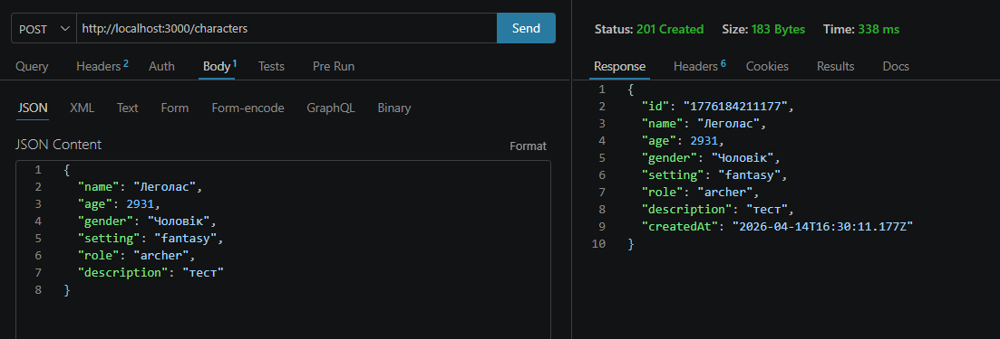 POST http://localhost:3000/characters Send
Query Headers 2 Auth Body 1 Tests Pre Run
JSON XML Text Form Form-encode GraphQL Binary
JSON Content Format
1 {
2 "name": "Леголас",
3 "age": 2931,
4 "gender": "Чоловік",
5 "setting": "fantasy",
6 "role": "archer",
7 "description": "тест"
8 }
Status: 201 Created Size: 183 Bytes Time: 338 ms
Response Headers 6 Cookies Results Docs
1 {
2 "id": "1776184211177",
3 "name": "Леголас",
4 "age": 2931,
5 "gender": "Чоловік",
6 "setting": "fantasy",
7 "role": "archer",
8 "description": "тест",
9 "createdAt": "2026-04-14T16:30:11.177Z"
10 }